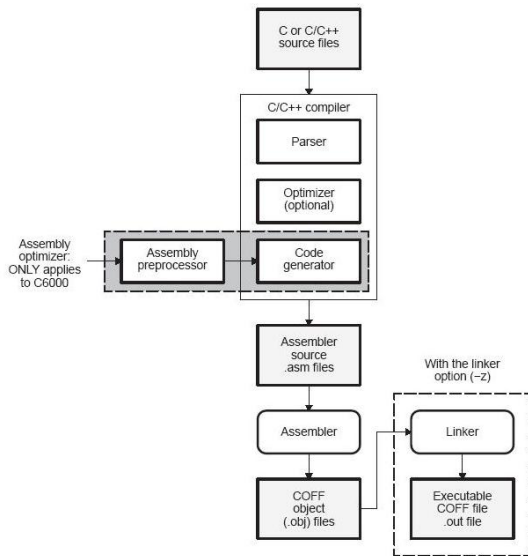 C or C/C++
source files
C/C++ compiler
Parser
Optimizer
(optional)
Assembly
optimizer:
ONLY applies
to C6000
Assembly
preprocessor
Code
generator
Assembler
source
.asm files
With the linker
option (−z)
Assembler
Linker
COFF
object
(.obj) files
Executable
COFF file
.out file